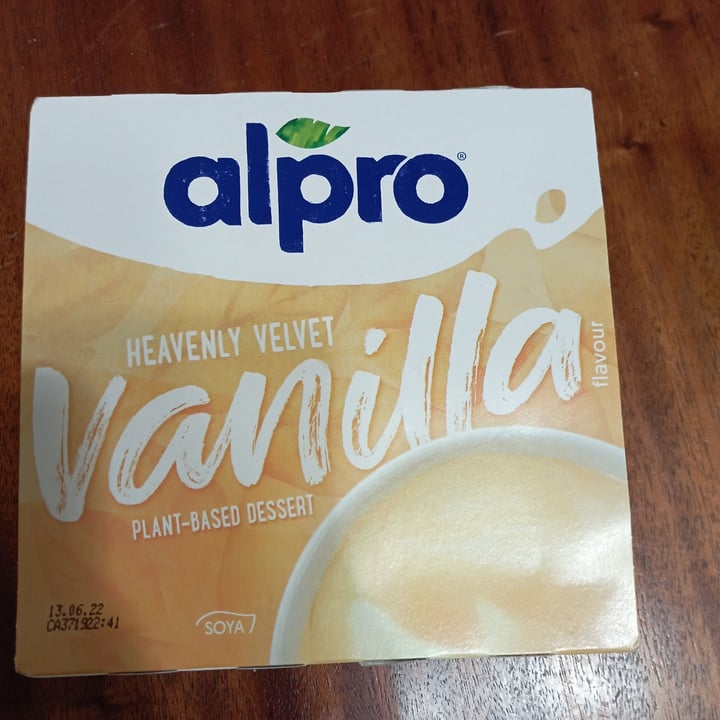 alpro®
HEAVENLY VELVET
Vanilla
flavour
PLANT-BASED DESSERT
13.06.22
CA371922:41
SOYA